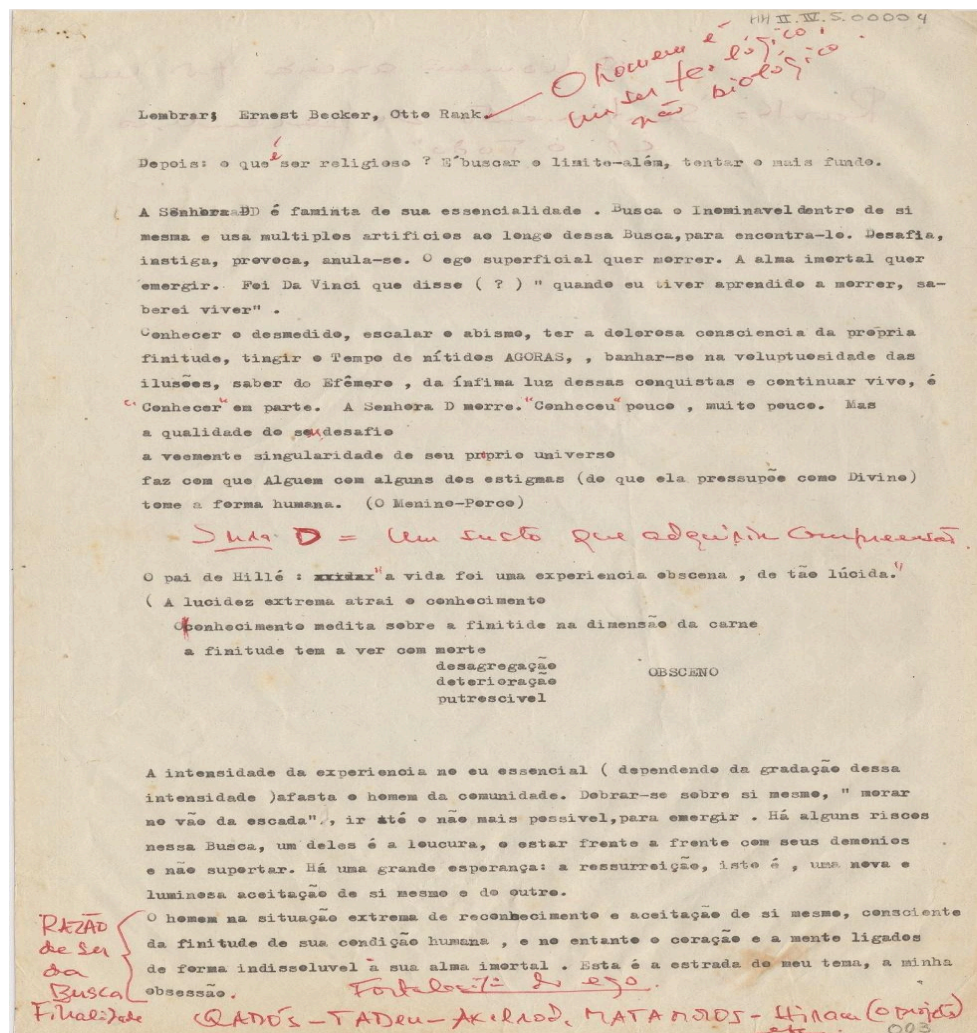 HH II.IV.5.00004
O homem é
um ser teológico,
não biológico.
Lembrar; Ernest Becker, Otto Rank.
Depois: o que é ser religioso ? E´buscar o limite-além, tentar o mais fundo.
A Senhora D é faminta de sua essencialidade . Busca o Inominavel dentro de si
mesma e usa multiplos artificios ao longo dessa Busca,para encontra-lo. Desafia,
instiga, provoca, anula-se. O ego superficial quer morrer. A alma imortal quer
emergir. Foi Da Vinci que disse ( ? ) " quando eu tiver aprendido a morrer, sa-
berei viver" .
Conhecer o desmedido, escalar o abismo, ter a dolorosa consciencia da propria
finitude, tingir o Tempo de nítidos AGORAS, , banhar-se na voluptuosidade das
ilusões, saber do Efêmero , da ínfima luz dessas conquistas e continuar vivo, é
"Conhecer" em parte. A Senhora D morre."Conheceu" pouco , muito pouco. Mas
a qualidade do seu desafio
a veemente singularidade de seu proprio universo
faz com que Alguem com alguns dos estigmas (do que ela pressupõe como Divino)
tome a forma humana. (O Menino-Porco)
Snra. D = Um susto que adquiriu compreensão.
O pai de Hillé : "a vida foi uma experiencia obscena , de tão lúcida."
( A lucidez extrema atrai o conhecimento
O conhecimento medita sobre a finitide na dimensão da carne
a finitude tem a ver com morte
desagregação
deterioração OBSCENO
putrescivel
A intensidade da experiencia no eu essencial ( dependendo da gradação dessa
intensidade )afasta o homem da comunidade. Dobrar-se sobre si mesmo, " morar
no vão da escada", ir até o não mais possivel,para emergir . Há alguns riscos
nessa Busca, um deles é a loucura, o estar frente a frente com seus demonios
e não suportar. Há uma grande esperança: a ressurreição, isto é , uma nova e
luminosa aceitação de si mesmo e do outro.
O homem na situação extrema de reconhecimento e aceitação de si mesmo, consciente
da finitude de sua condição humana , e no entanto o coração e a mente ligados
de forma indissoluvel à sua alma imortal . Esta é a estrada do meu tema, a minha
obsessão.
RAZÃO
de ser
da
Busca
Finalidade
do ego.
QADÓS - TADEU - AXELROD, MATAMOROS - Hiram (o projeto)
003